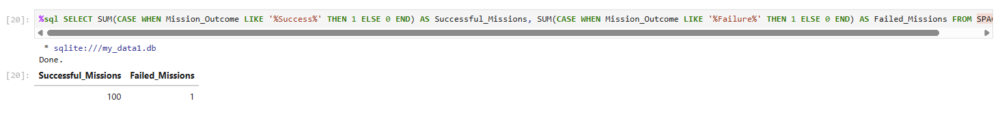 [20]: %sql SELECT SUM(CASE WHEN Mission_Outcome LIKE '%Success%' THEN 1 ELSE 0 END) AS Successful_Missions, SUM(CASE WHEN Mission_Outcome LIKE '%Failure%' THEN 1 ELSE 0 END) AS Failed_Missions FROM SPAC
* sqlite:///my_data1.db
Done.
[20]: Successful_Missions Failed_Missions
100 1